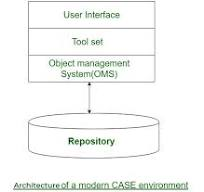 User Interface
Tool set
Object management
System(OMS)
Repository
Architecture of a modern CASE environment